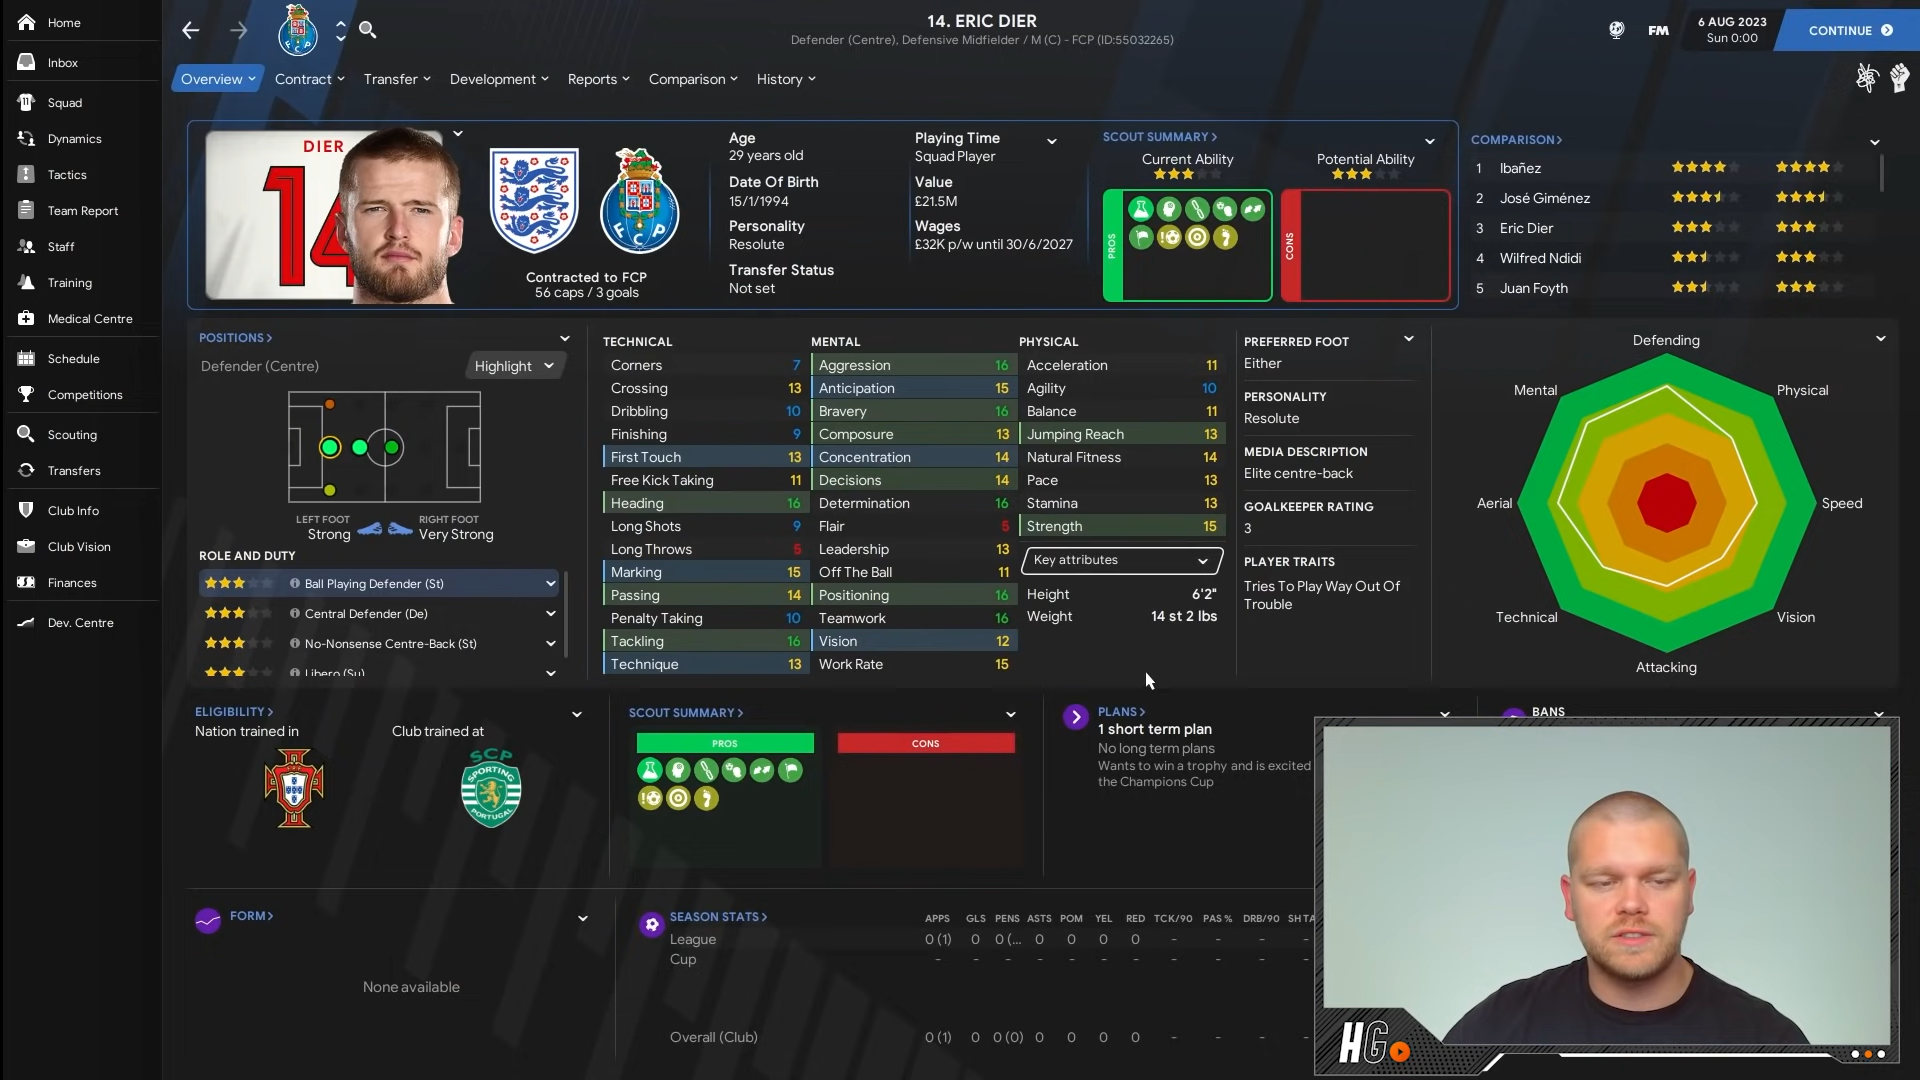 Home
Inbox
Squad
Dynamics
Tactics
Team Report
Staff
Training
Medical Centre
Schedule
Competitions
Scouting
Transfers
Club Info
Club Vision
Finances
Dev. Centre
14. ERIC DIER
Defender (Centre), Defensive Midfielder / M (C) - FCP (ID:55032265)
FM
6 AUG 2023
Sun 0:00
CONTINUE
Overview
Contract
Transfer
Development
Reports
Comparison
History
DIER
14
FCP
Contracted to FCP
56 caps / 3 goals
Age
29 years old
Date Of Birth
15/1/1994
Personality
Resolute
Transfer Status
Not set
Playing Time
Squad Player
Value
£21.5M
Wages
£32K p/w until 30/6/2027
SCOUT SUMMARY >
Current Ability
Potential Ability
PROS
CONS
COMPARISON >
1 Ibañez
2 José Giménez
3 Eric Dier
4 Wilfred Ndidi
5 Juan Foyth
POSITIONS >
Defender (Centre)
Highlight
LEFT FOOT
Strong
RIGHT FOOT
Very Strong
ROLE AND DUTY
Ball Playing Defender (St)
Central Defender (De)
No-Nonsense Centre-Back (St)
Libero (Su)
TECHNICAL
Corners 7
Crossing 13
Dribbling 10
Finishing 9
First Touch 13
Free Kick Taking 11
Heading 16
Long Shots 9
Long Throws 5
Marking 15
Passing 14
Penalty Taking 10
Tackling 16
Technique 13
MENTAL
Aggression 16
Anticipation 15
Bravery 16
Composure 13
Concentration 14
Decisions 14
Determination 16
Flair 5
Leadership 13
Off The Ball 11
Positioning 16
Teamwork 16
Vision 12
Work Rate 15
PHYSICAL
Acceleration 11
Agility 10
Balance 11
Jumping Reach 13
Natural Fitness 14
Pace 13
Stamina 13
Strength 15
Key attributes
Height 6'2"
Weight 14 st 2 lbs
PREFERRED FOOT
Either
PERSONALITY
Resolute
MEDIA DESCRIPTION
Elite centre-back
GOALKEEPER RATING
3
PLAYER TRAITS
Tries To Play Way Out Of
Trouble
Defending
Mental
Physical
Aerial
Speed
Technical
Vision
Attacking
ELIGIBILITY >
Nation trained in
Club trained at
SCP
SPORTING
PORTUGAL
SCOUT SUMMARY >
PROS
CONS
PLANS >
1 short term plan
No long term plans
Wants to win a trophy and is excited
the Champions Cup
BANS
FORM >
None available
SEASON STATS >
APPS GLS PENS ASTS POM YEL RED TCK/90 PAS % DRB/90 SH TA
League 0 (1) 0 0 (... 0 0 0 0 - - - -
Cup - - - - - - - - - - -
Overall (Club) 0 (1) 0 0 (0) 0 0 0 0 - - - -
HG